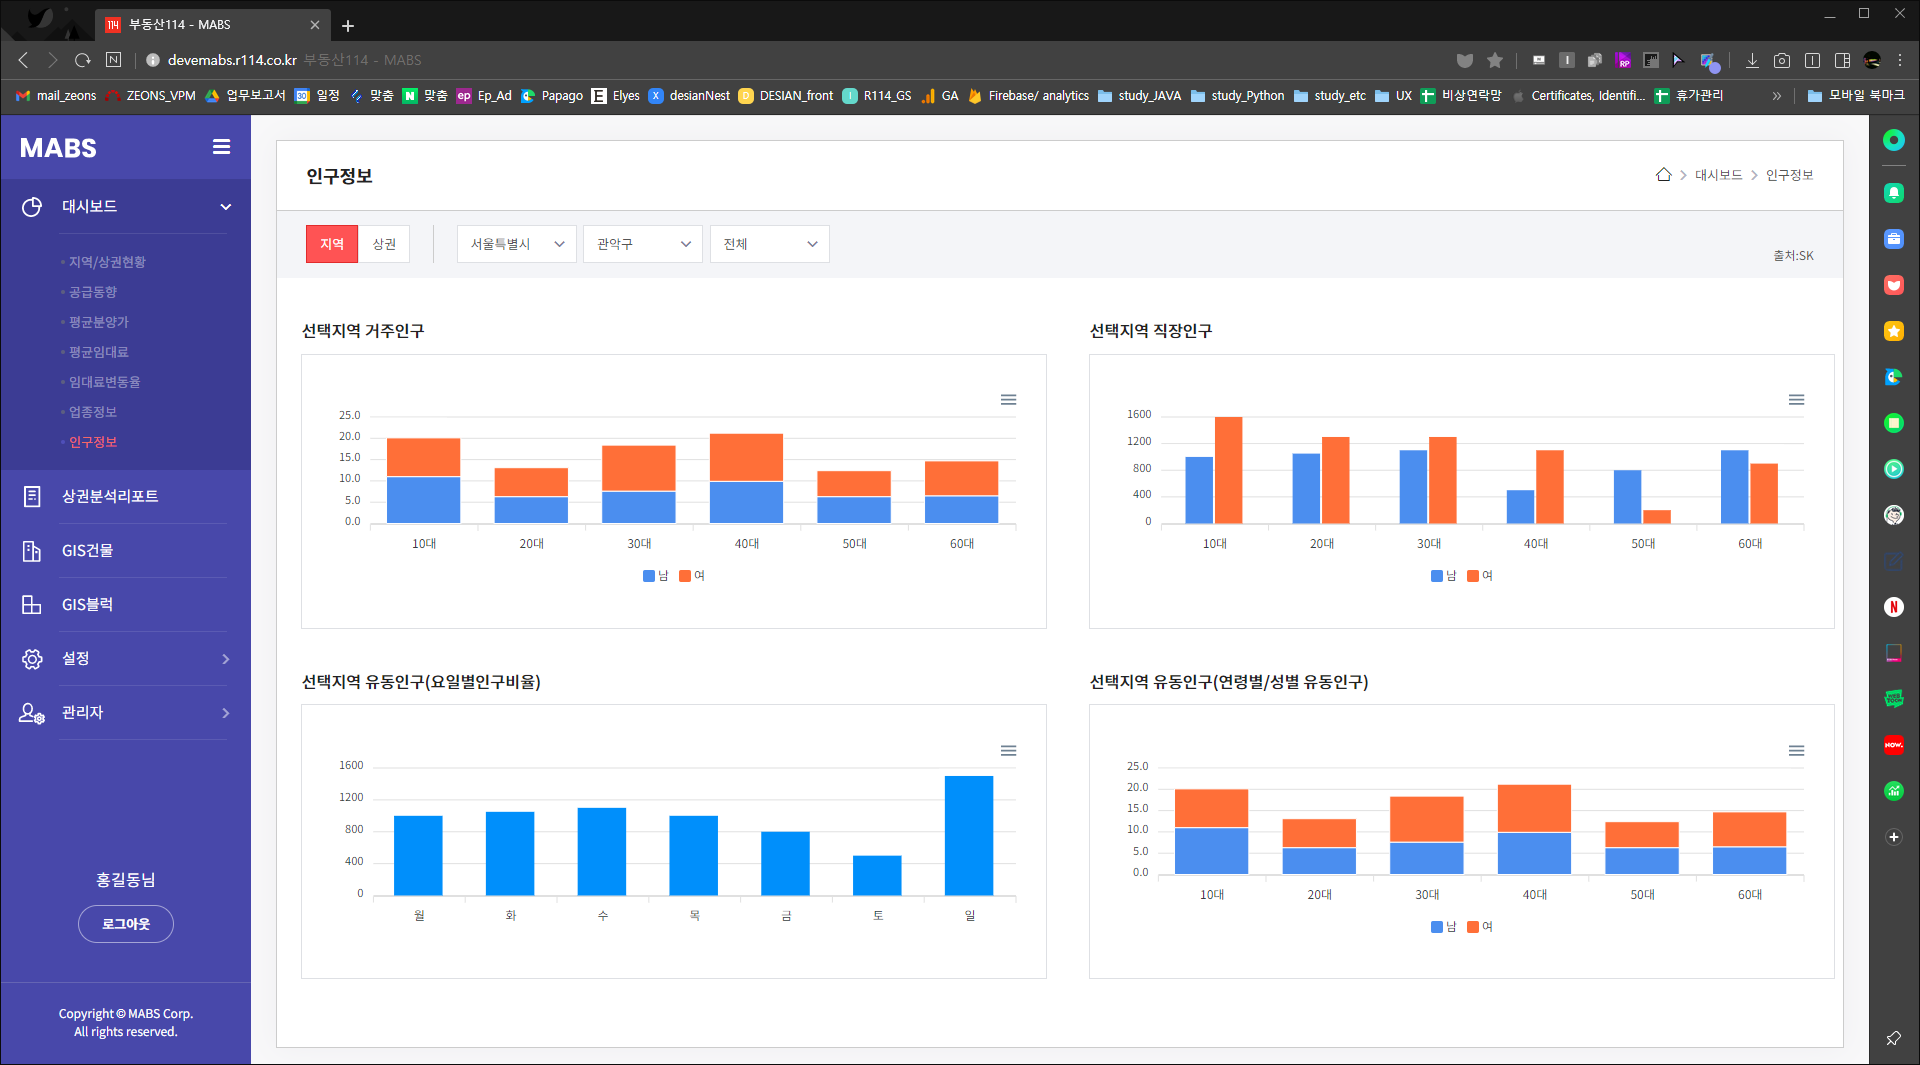 부동산114 - MABS
devemabs.r114.co.kr 부동산114 - MABS
mail_zeons ZEONS_VPM 업무보고서 일정 맞춤 맞춤 Ep_Ad Papago Elyes desianNest DESIAN_front R114_GS GA Firebase/ analytics study_JAVA study_Python study_etc UX 비상연락망 Certificates, Identifi... 휴가관리 » 모바일 북마크
MABS
대시보드
지역/상권현황
공급동향
평균분양가
평균임대료
임대료변동율
업종정보
인구정보
상권분석리포트
GIS건물
GIS블럭
설정
관리자
홍길동님
로그아웃
Copyright © MABS Corp.
All rights reserved.
인구정보
대시보드 > 인구정보
지역 상권 서울특별시 관악구 전체
출처:SK
선택지역 거주인구
25.0
20.0
15.0
10.0
5.0
0.0
10대 20대 30대 40대 50대 60대
남 여
선택지역 직장인구
1600
1200
800
400
0
10대 20대 30대 40대 50대 60대
남 여
선택지역 유동인구(요일별인구비율)
1600
1200
800
400
0
월 화 수 목 금 토 일
선택지역 유동인구(연령별/성별 유동인구)
25.0
20.0
15.0
10.0
5.0
0.0
10대 20대 30대 40대 50대 60대
남 여